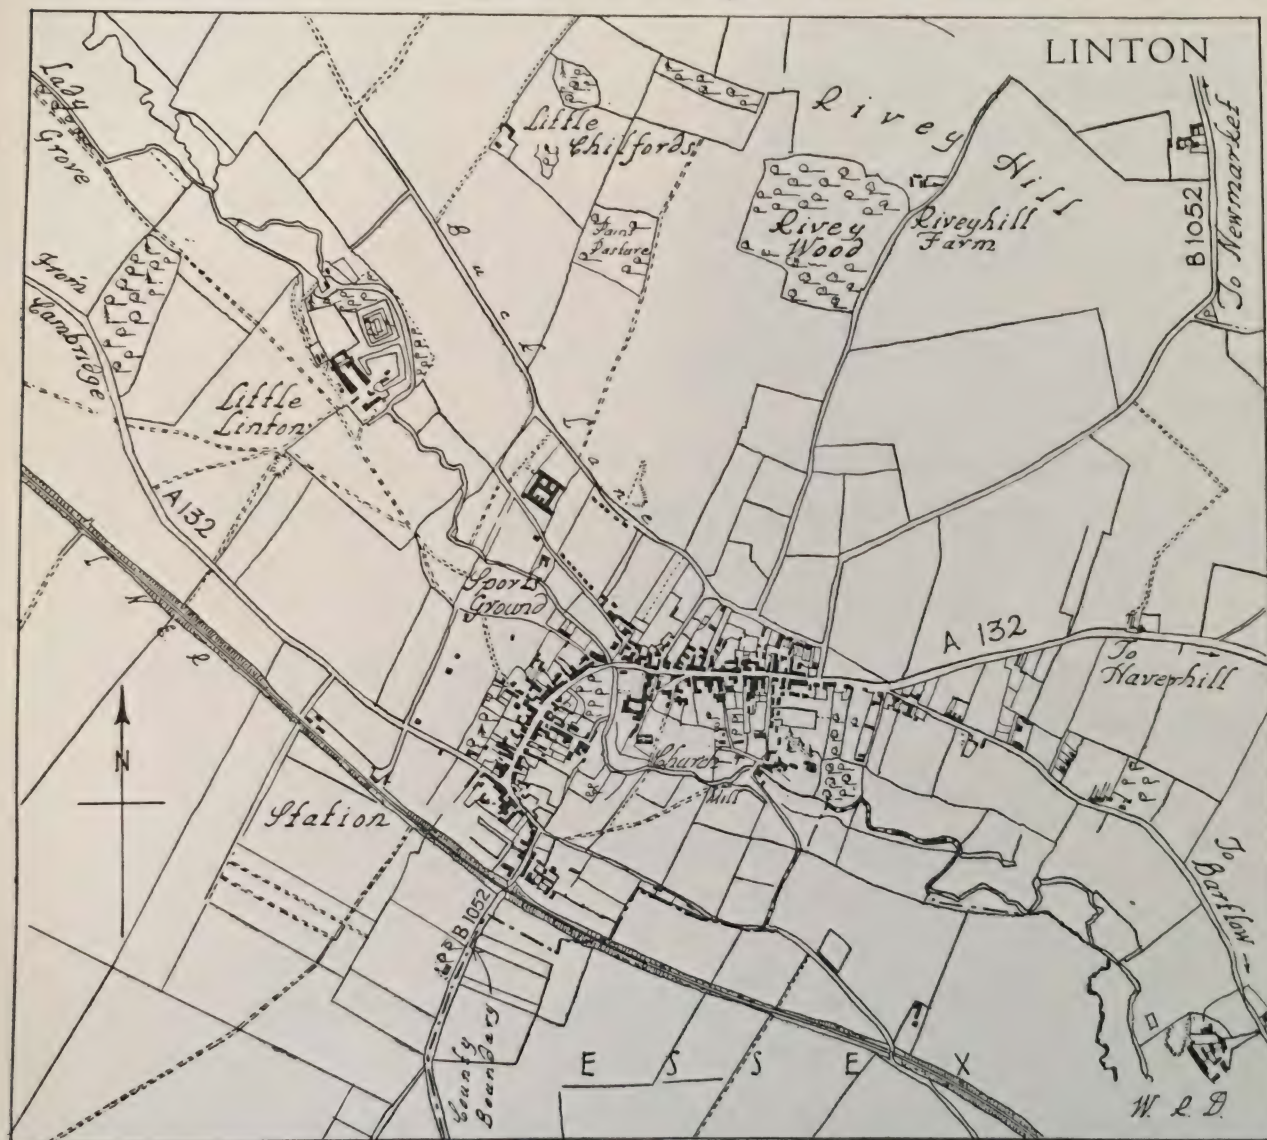 LINTON
Lady
Grove
Little
Chilfords
Rivey
Hill
To Newmarket
B1052
Rivey
Wood
Riveyhill
Farm
From
Cambridge
Little
Linton
A132
Sports
Ground
A 132
To
Haverhill
Church
Mill
Station
N
To
Bartlow
B1052
County
Boundary
ESSEX
W. R. D.